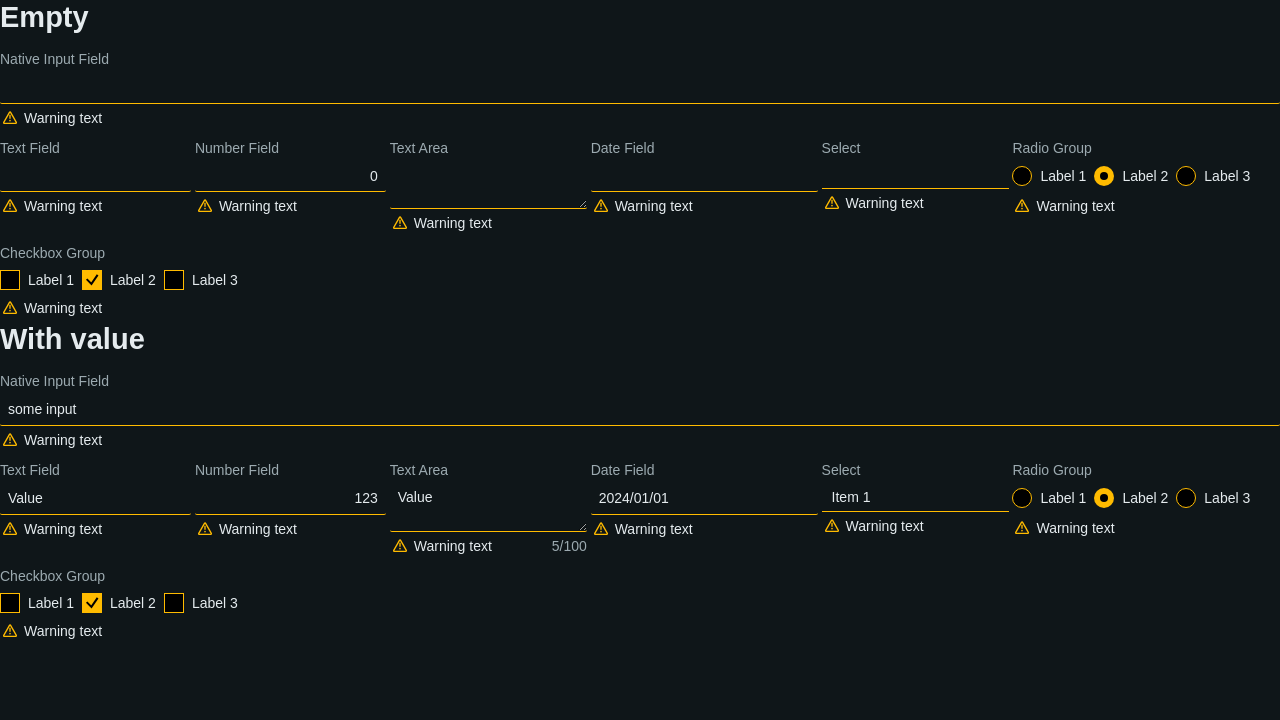 Empty
Native Input Field
Warning text
Text Field Number Field Text Area Date Field Select Radio Group
0 Label 1 Label 2 Label 3
Warning text Warning text Warning text Warning text Warning text Warning text
Checkbox Group
Label 1 Label 2 Label 3
Warning text
With value
Native Input Field
some input
Warning text
Text Field Number Field Text Area Date Field Select Radio Group
Value 123 Value 2024/01/01 Item 1 Label 1 Label 2 Label 3
Warning text Warning text Warning text 5/100 Warning text Warning text Warning text
Checkbox Group
Label 1 Label 2 Label 3
Warning text